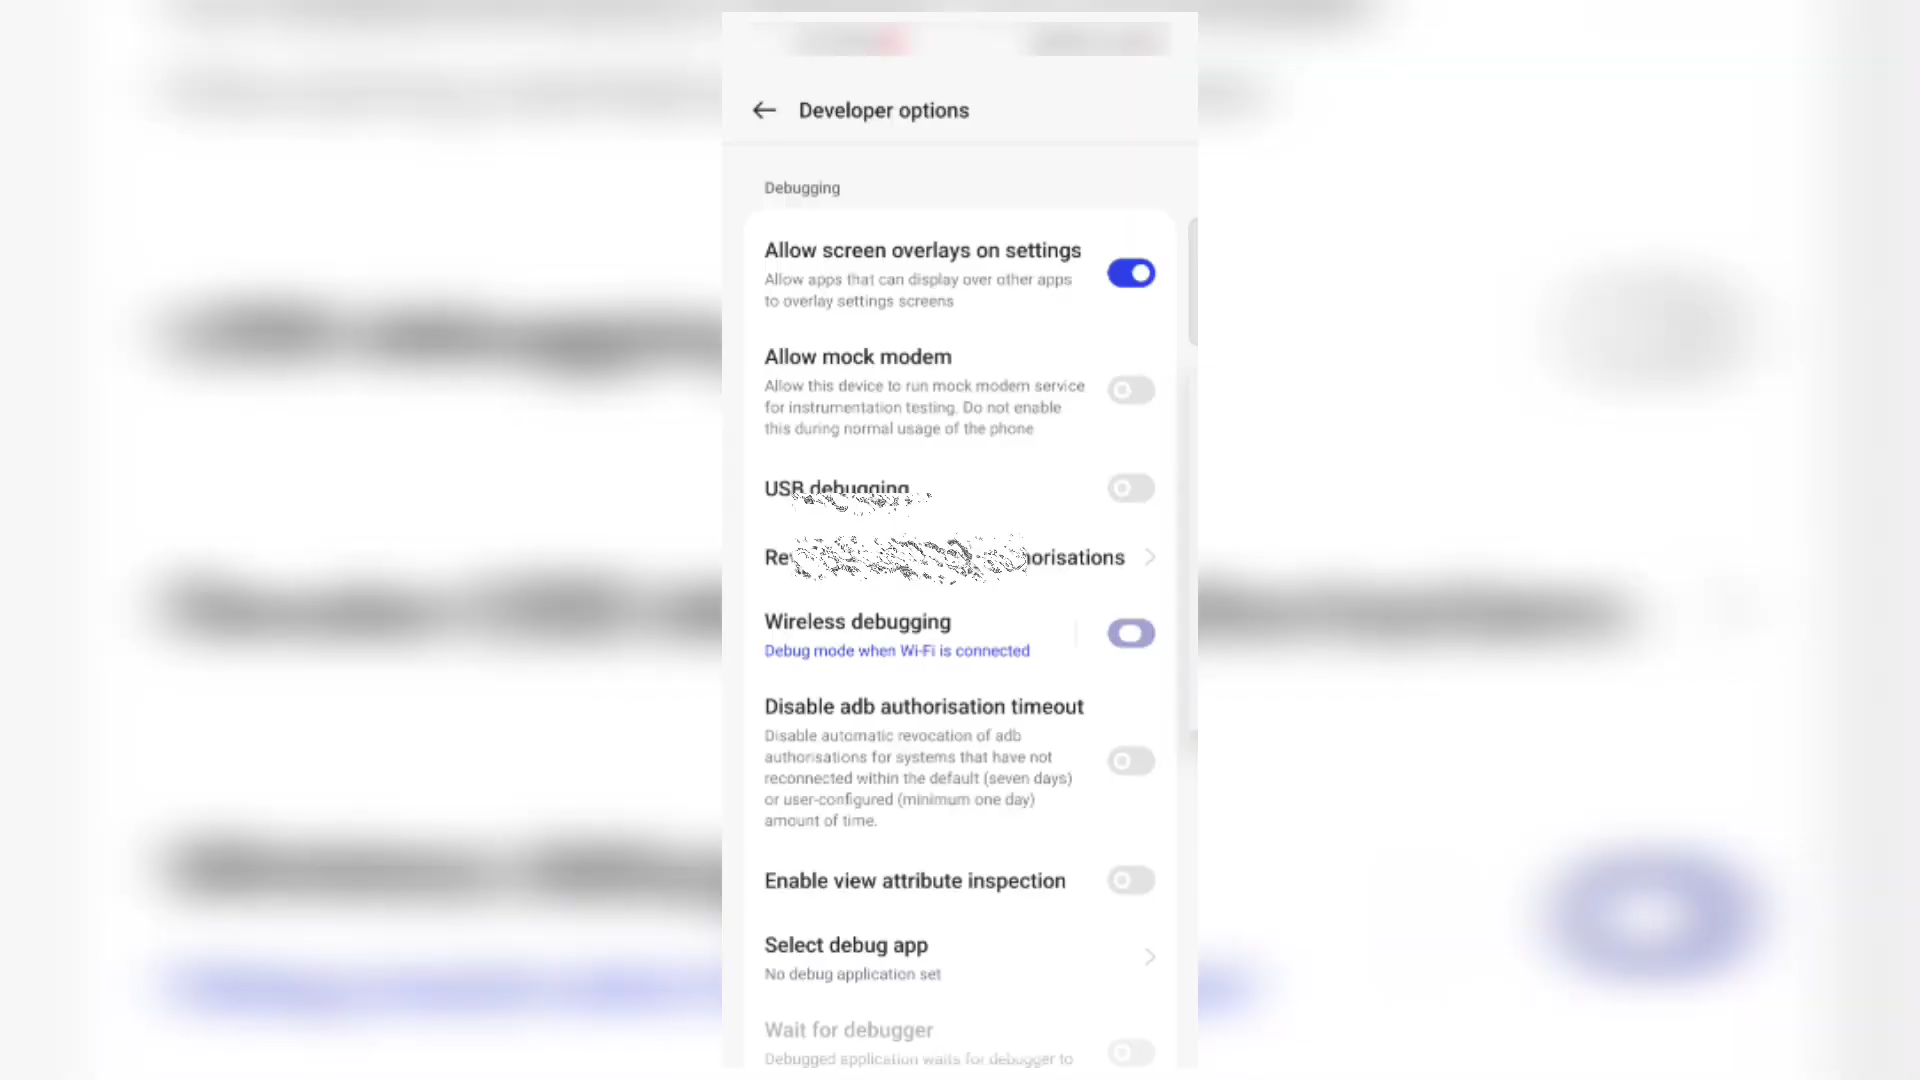 Developer options
Debugging
Allow screen overlays on settings
Allow apps that can display over other apps
to overlay settings screens
Allow mock modem
Allow this device to run mock modem service
for instrumentation testing. Do not enable
this during normal usage of the phone
USB debugging
horisations
Wireless debugging
Debug mode when Wi-Fi is connected
Disable adb authorisation timeout
Disable automatic revocation of adb
authorisations for systems that have not
reconnected within the default (seven days)
or user-configured (minimum one day)
amount of time.
Enable view attribute inspection
Select debug app
No debug application set
Wait for debugger
Debugged application waits for debugger to